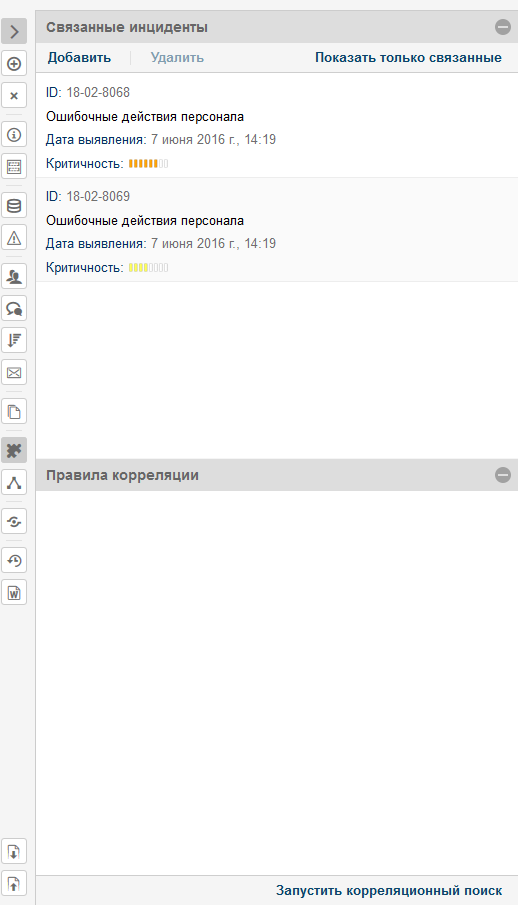 Связанные инциденты
Добавить Удалить Показать только связанные
ID: 18-02-8068
Ошибочные действия персонала
Дата выявления: 7 июня 2016 г., 14:19
Критичность:
ID: 18-02-8069
Ошибочные действия персонала
Дата выявления: 7 июня 2016 г., 14:19
Критичность:
Правила корреляции
Запустить корреляционный поиск